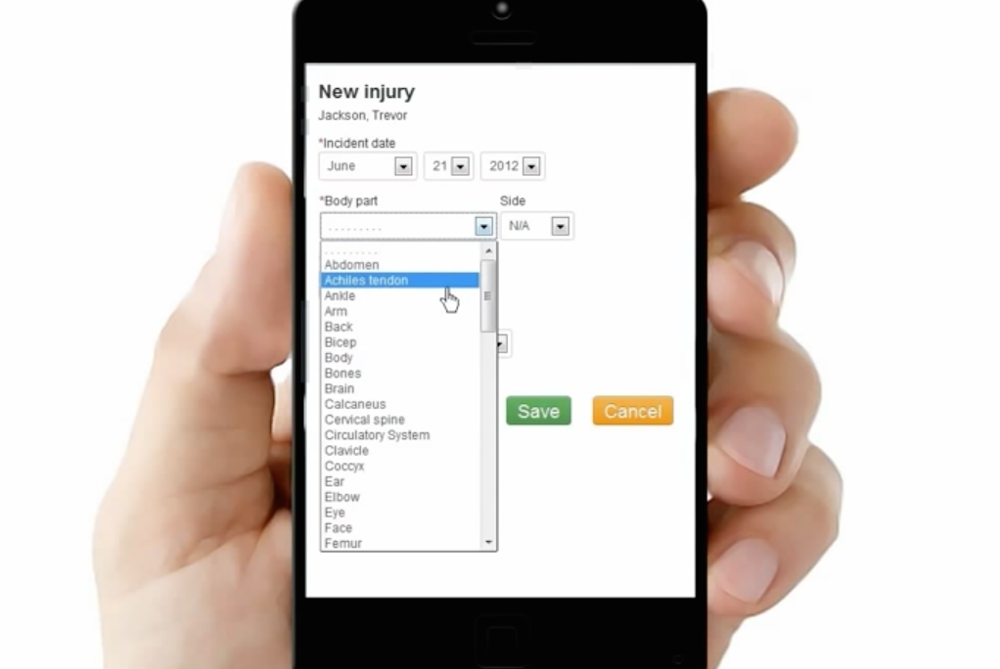 New injury
Jackson, Trevor
*Incident date
June 21 2012
*Body part Side
......... N/A
.........
Abdomen
Achiles tendon
Ankle
Arm
Back
Bicep
Body
Bones
Brain
Calcaneus
Cervical spine
Circulatory System
Clavicle
Coccyx
Ear
Elbow
Eye
Face
Femur
Save Cancel